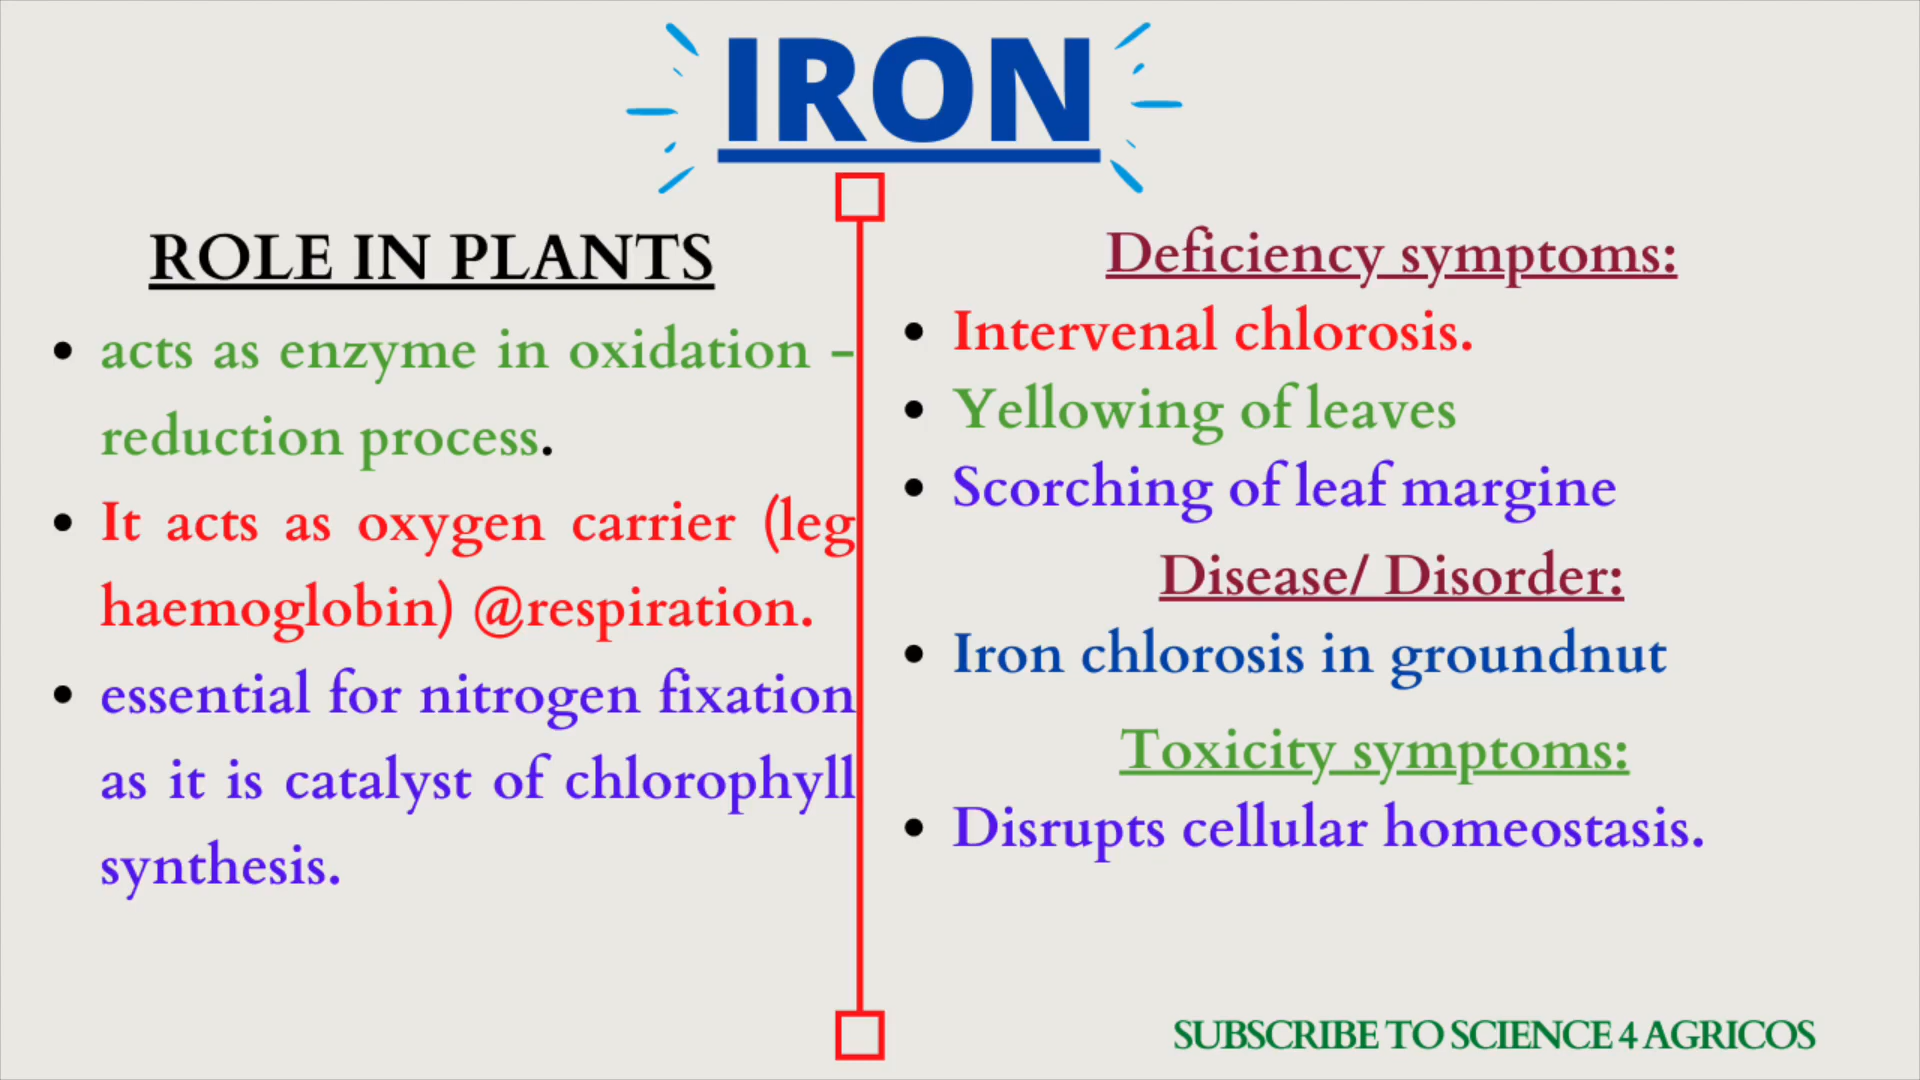 IRON
ROLE IN PLANTS
acts as enzyme in oxidation -
reduction process.
It acts as oxygen carrier (leg
haemoglobin) @respiration.
essential for nitrogen fixation
as it is catalyst of chlorophyll
synthesis.
Deficiency symptoms:
Intervenal chlorosis.
Yellowing of leaves
Scorching of leaf margine
Disease/ Disorder:
Iron chlorosis in groundnut
Toxicity symptoms:
Disrupts cellular homeostasis.
SUBSCRIBE TO SCIENCE 4 AGRICOS